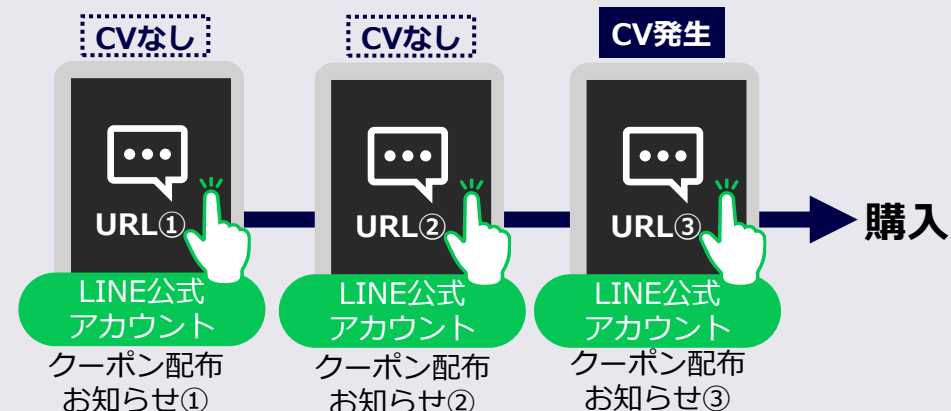 CVなし
CVなし
CV発生
URL①
URL②
URL③
購入
LINE公式
アカウント
LINE公式
アカウント
LINE公式
アカウント
クーポン配布
お知らせ①
クーポン配布
お知らせ②
クーポン配布
お知らせ③